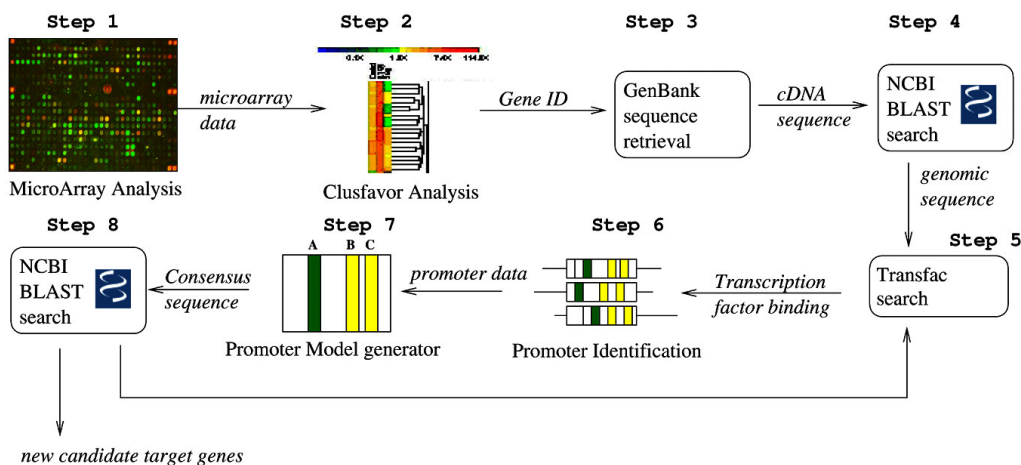 Step 1
Step 2
Step 3
Step 4
microarray
data
Gene ID
GenBank
sequence
retrieval
cDNA
sequence
NCBI
BLAST
search
MicroArray Analysis
Clusfavor Analysis
genomic
sequence
Step 8
Step 7
Step 6
Step 5
NCBI
BLAST
search
Consensus
sequence
A B C
promoter data
Transcription
factor binding
Transfac
search
Promoter Model generator
Promoter Identification
new candidate target genes